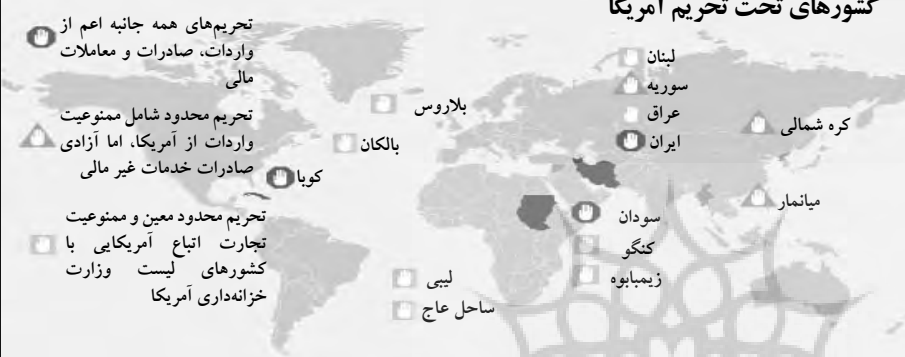 کشورهای تحت تحریم آمریکا
تحریم‌های همه جانبه اعم از
واردات، صادرات و معاملات
مالی
تحریم محدود شامل ممنوعیت
واردات از آمریکا، اما آزادی
صادرات خدمات غیر مالی
تحریم محدود معین و ممنوعیت
تجارت اتباع آمریکایی با
کشورهای لیست وزارت
خزانه‌داری آمریکا
لبنان
سوریه
عراق
ایران
کره شمالی
میانمار
بلاروس
بالکان
کوبا
سودان
کنگو
زیمبابوه
لیبی
ساحل عاج